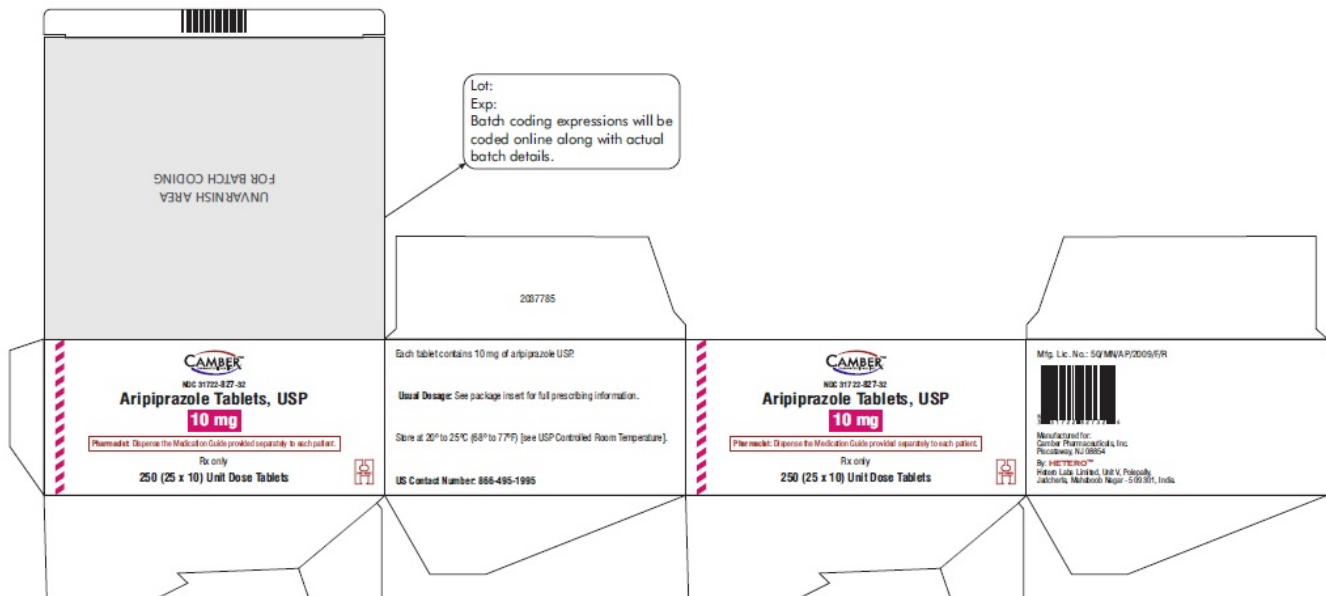 Lot:
Exp:
Batch coding expressions will be
coded online along with actual
batch details.
UNVARNISH AREA
FOR BATCH CODING
2037785
CAMBER™
NDC 31722-827-32
Aripiprazole Tablets, USP
10 mg
Pharmacist: Dispense the Medication Guide provided separately to each patient.
Rx only
250 (25 x 10) Unit Dose Tablets
Each tablet contains 10 mg of aripiprazole USP.
Usual Dosage: See package insert for full prescribing information.
Store at 20° to 25°C (68° to 77°F) [see USP Controlled Room Temperature].
US Contact Number: 866-495-1995
CAMBER™
NDC 31722-827-32
Aripiprazole Tablets, USP
10 mg
Pharmacist: Dispense the Medication Guide provided separately to each patient.
Rx only
250 (25 x 10) Unit Dose Tablets
Mfg. Lic. No.: 50/MN/AP/2009/F/R
Manufactured for:
Camber Pharmaceuticals, Inc.
Piscataway, NJ 08854
By: HETERO™
Hetero Labs Limited, Unit V, Polepally,
Jadcherla, Mahaboob Nagar - 509301, India.